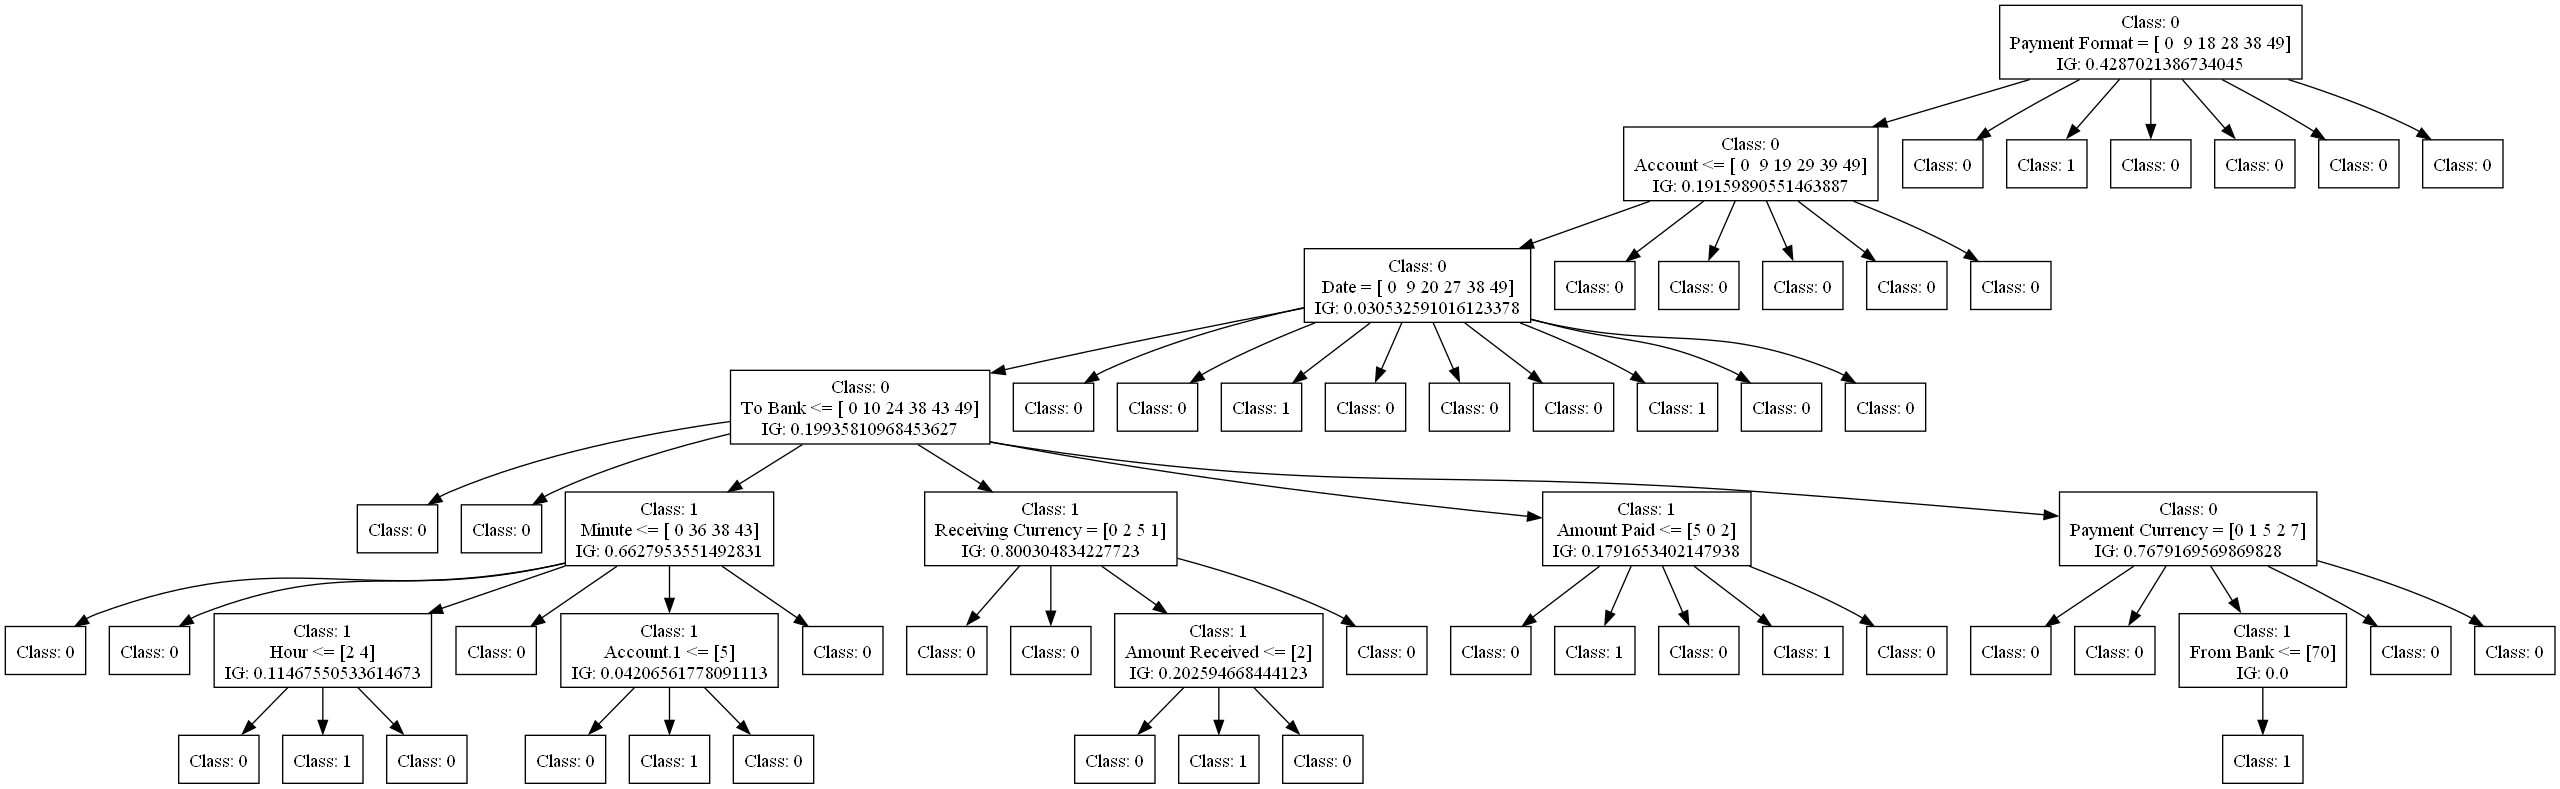 Class: 0
Payment Format = [ 0  9 18 28 38 49]
IG: 0.4287021386734045
Class: 0
Account <= [ 0  9 19 29 39 49]
IG: 0.19159890551463887
Class: 0
Class: 1
Class: 0
Class: 0
Class: 0
Class: 0
Class: 0
Date = [ 0  9 20 27 38 49]
IG: 0.030532591016123378
Class: 0
Class: 0
Class: 0
Class: 0
Class: 0
Class: 0
To Bank <= [ 0 10 24 38 43 49]
IG: 0.19935810968453627
Class: 0
Class: 0
Class: 1
Class: 0
Class: 0
Class: 0
Class: 1
Class: 0
Class: 0
Class: 0
Class: 0
Class: 1
Minute <= [ 0 36 38 43]
IG: 0.6627953551492831
Class: 1
Receiving Currency = [0 2 5 1]
IG: 0.800304834227723
Class: 1
Amount Paid <= [5 0 2]
IG: 0.1791653402147938
Class: 0
Payment Currency = [0 1 5 2 7]
IG: 0.7679169569869828
Class: 0
Class: 0
Class: 1
Hour <= [2 4]
IG: 0.11467550533614673
Class: 0
Class: 1
Account.1 <= [5]
IG: 0.04206561778091113
Class: 0
Class: 0
Class: 0
Class: 1
Amount Received <= [2]
IG: 0.202594668444123
Class: 0
Class: 0
Class: 1
Class: 0
Class: 1
Class: 0
Class: 0
Class: 0
Class: 1
From Bank <= [70]
IG: 0.0
Class: 0
Class: 0
Class: 0
Class: 1
Class: 0
Class: 0
Class: 1
Class: 0
Class: 0
Class: 1
Class: 0
Class: 1